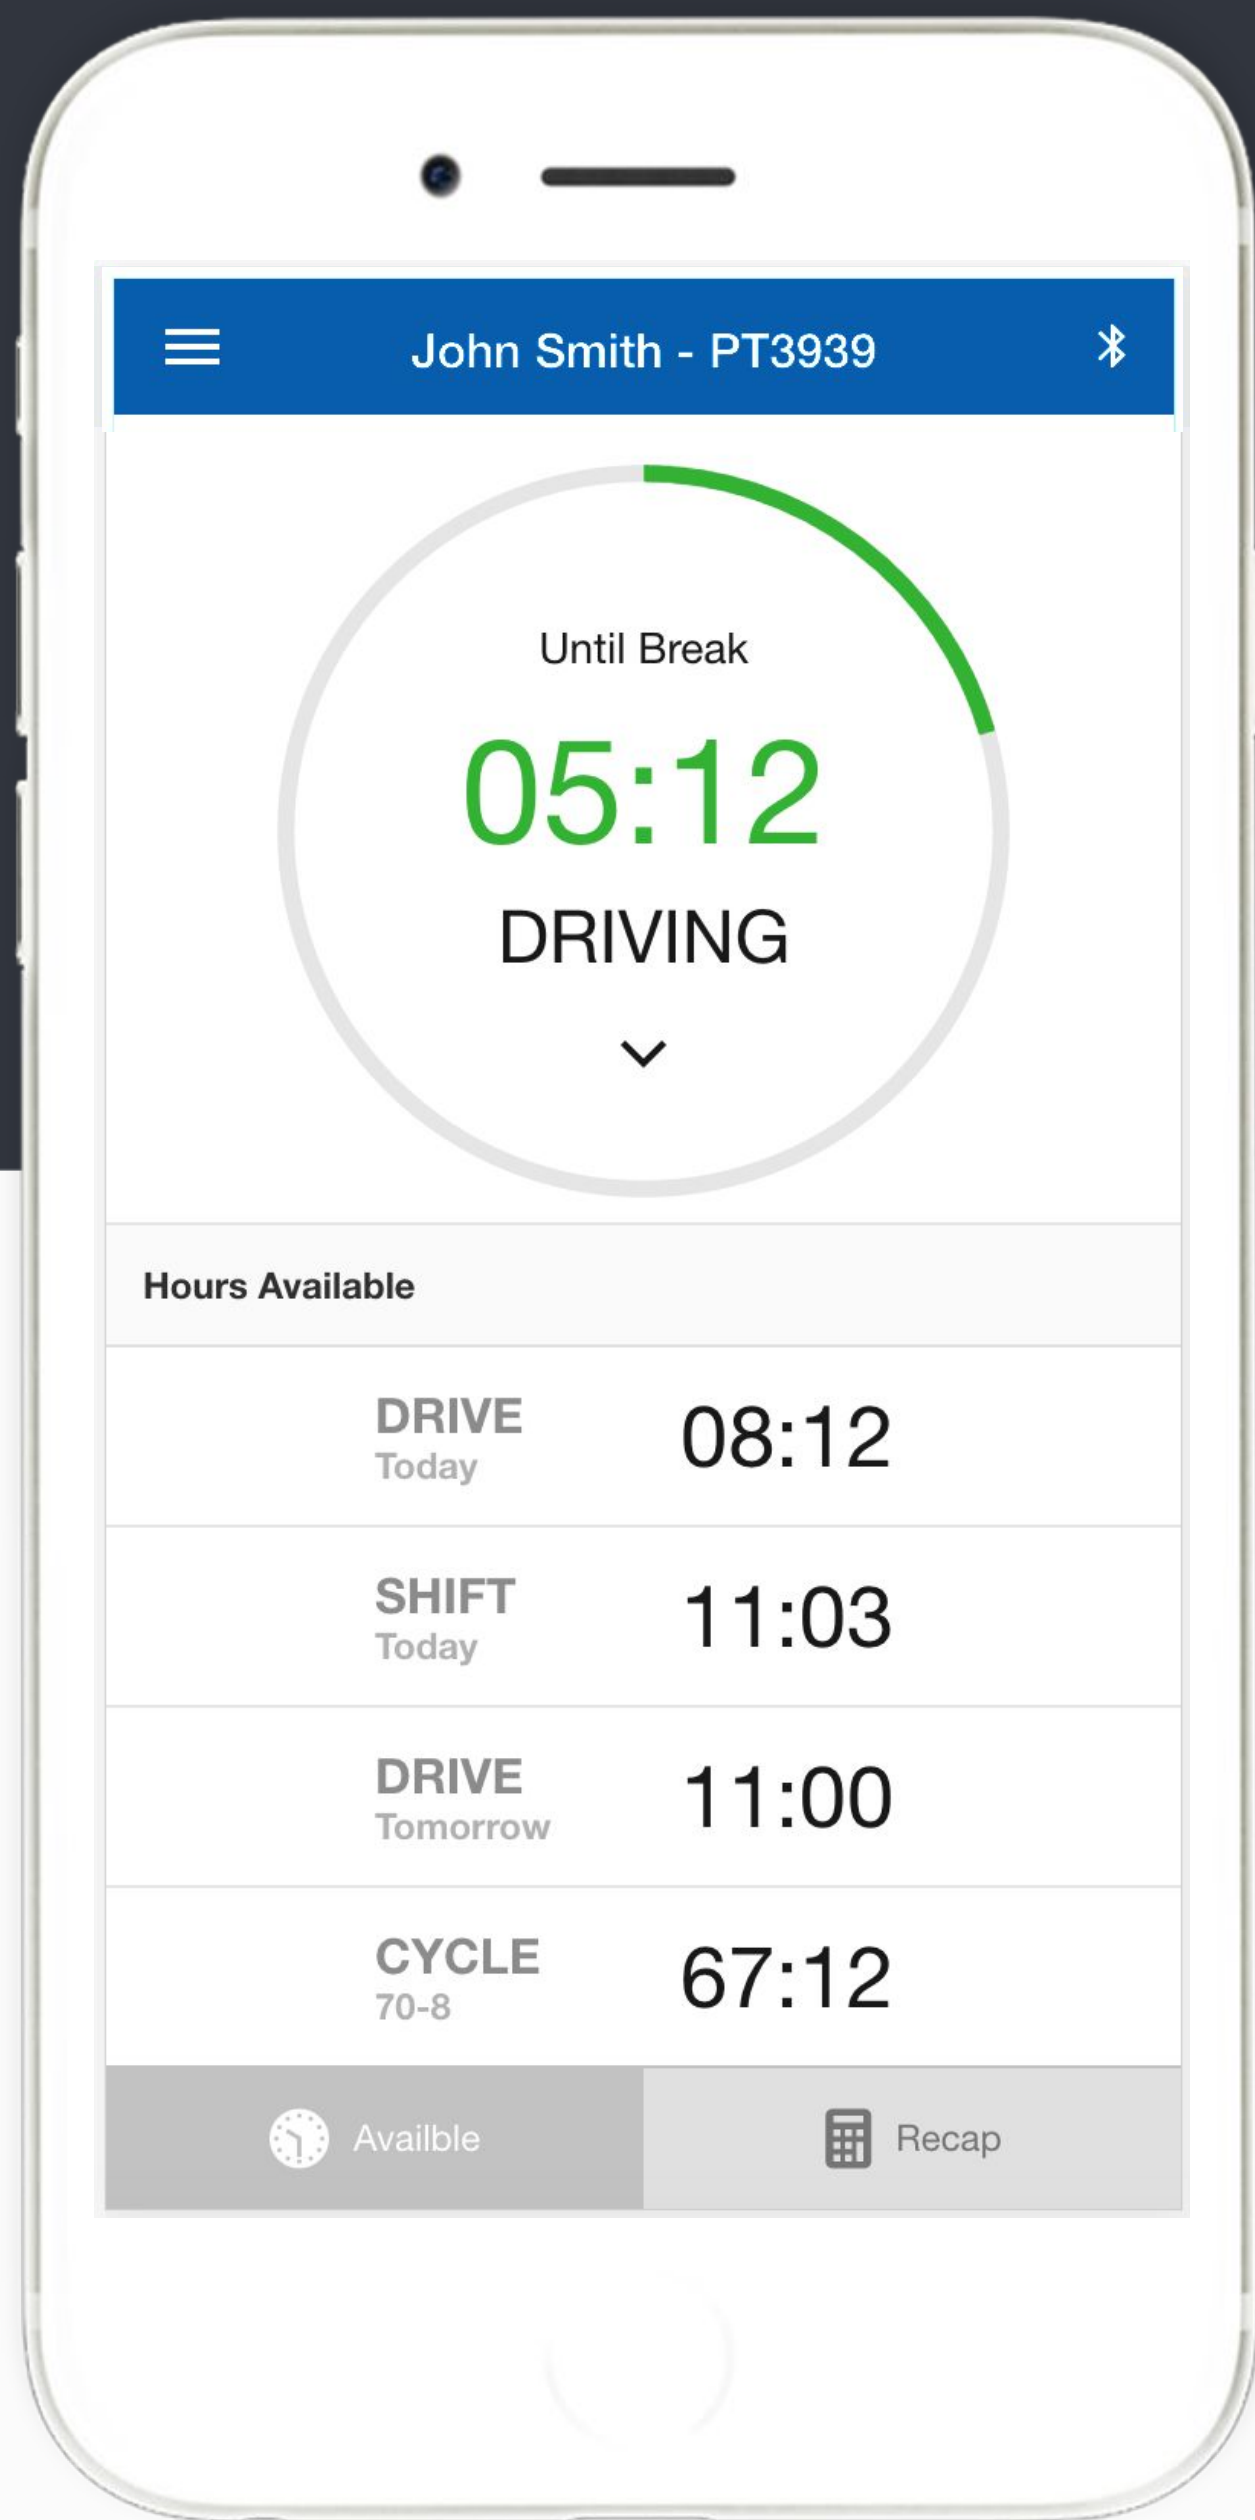 John Smith - PT3939
Until Break
05:12
DRIVING
Hours Available
DRIVE
Today
08:12
SHIFT
Today
11:03
DRIVE
Tomorrow
11:00
CYCLE
70-8
67:12
Availble
Recap